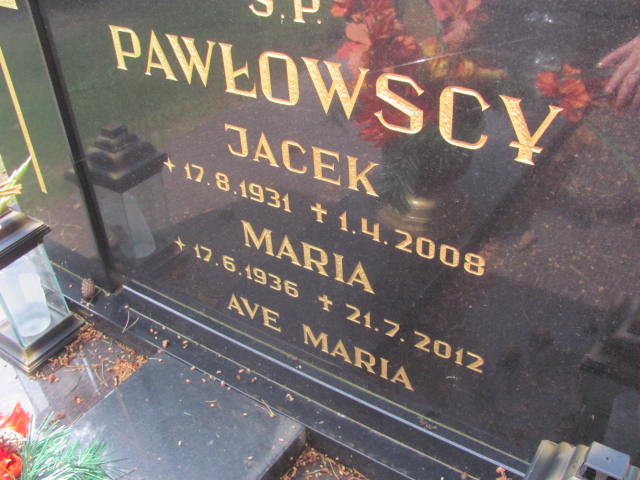 S.P.
PAWŁOWSCY
JACEK
✶ 17.8.1931 ✝ 1.4.2008
MARIA
✶ 17.6.1936 ✝ 21.7.2012
AVE MARIA